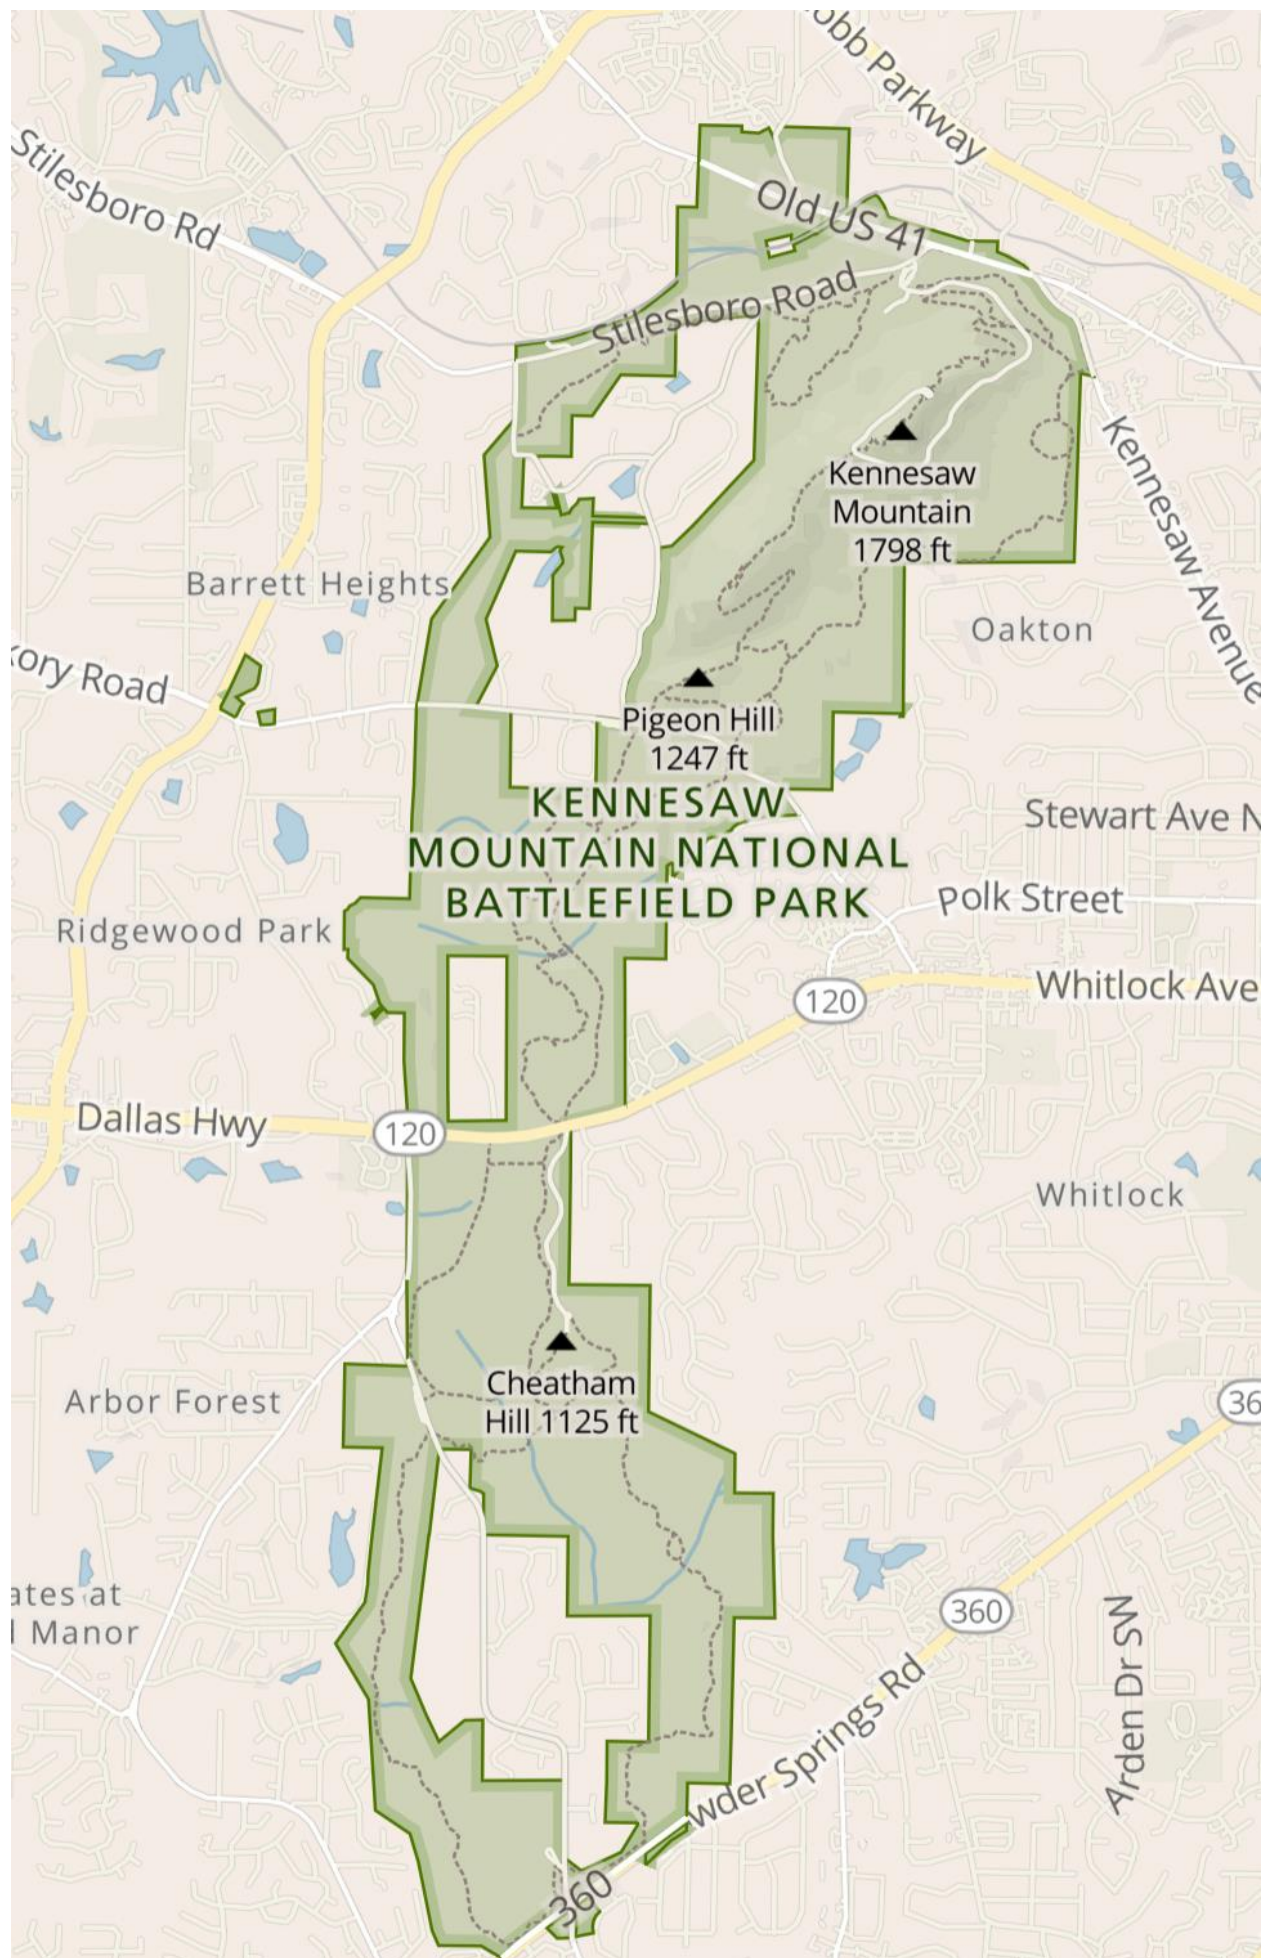 obb Parkway
Stilesboro Rd
Old US 41
Stilesboro Road
Kennesaw
Mountain
1798 ft
Kennesaw Avenue
Barrett Heights
Oakton
kory Road
Pigeon Hill
1247 ft
KENNESAW
MOUNTAIN NATIONAL
BATTLEFIELD PARK
Stewart Ave N
Polk Street
Ridgewood Park
Whitlock Ave
120
Dallas Hwy
120
Whitlock
Cheatham
Hill 1125 ft
Arbor Forest
36
ates at
l Manor
360
Arden Dr SW
wder Springs Rd
360